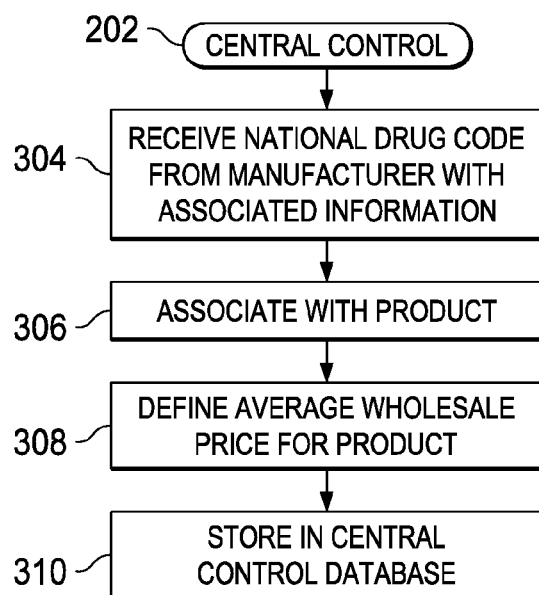 202
CENTRAL CONTROL
304
RECEIVE NATIONAL DRUG CODE
FROM MANUFACTURER WITH
ASSOCIATED INFORMATION
306
ASSOCIATE WITH PRODUCT
308
DEFINE AVERAGE WHOLESALE
PRICE FOR PRODUCT
310
STORE IN CENTRAL
CONTROL DATABASE